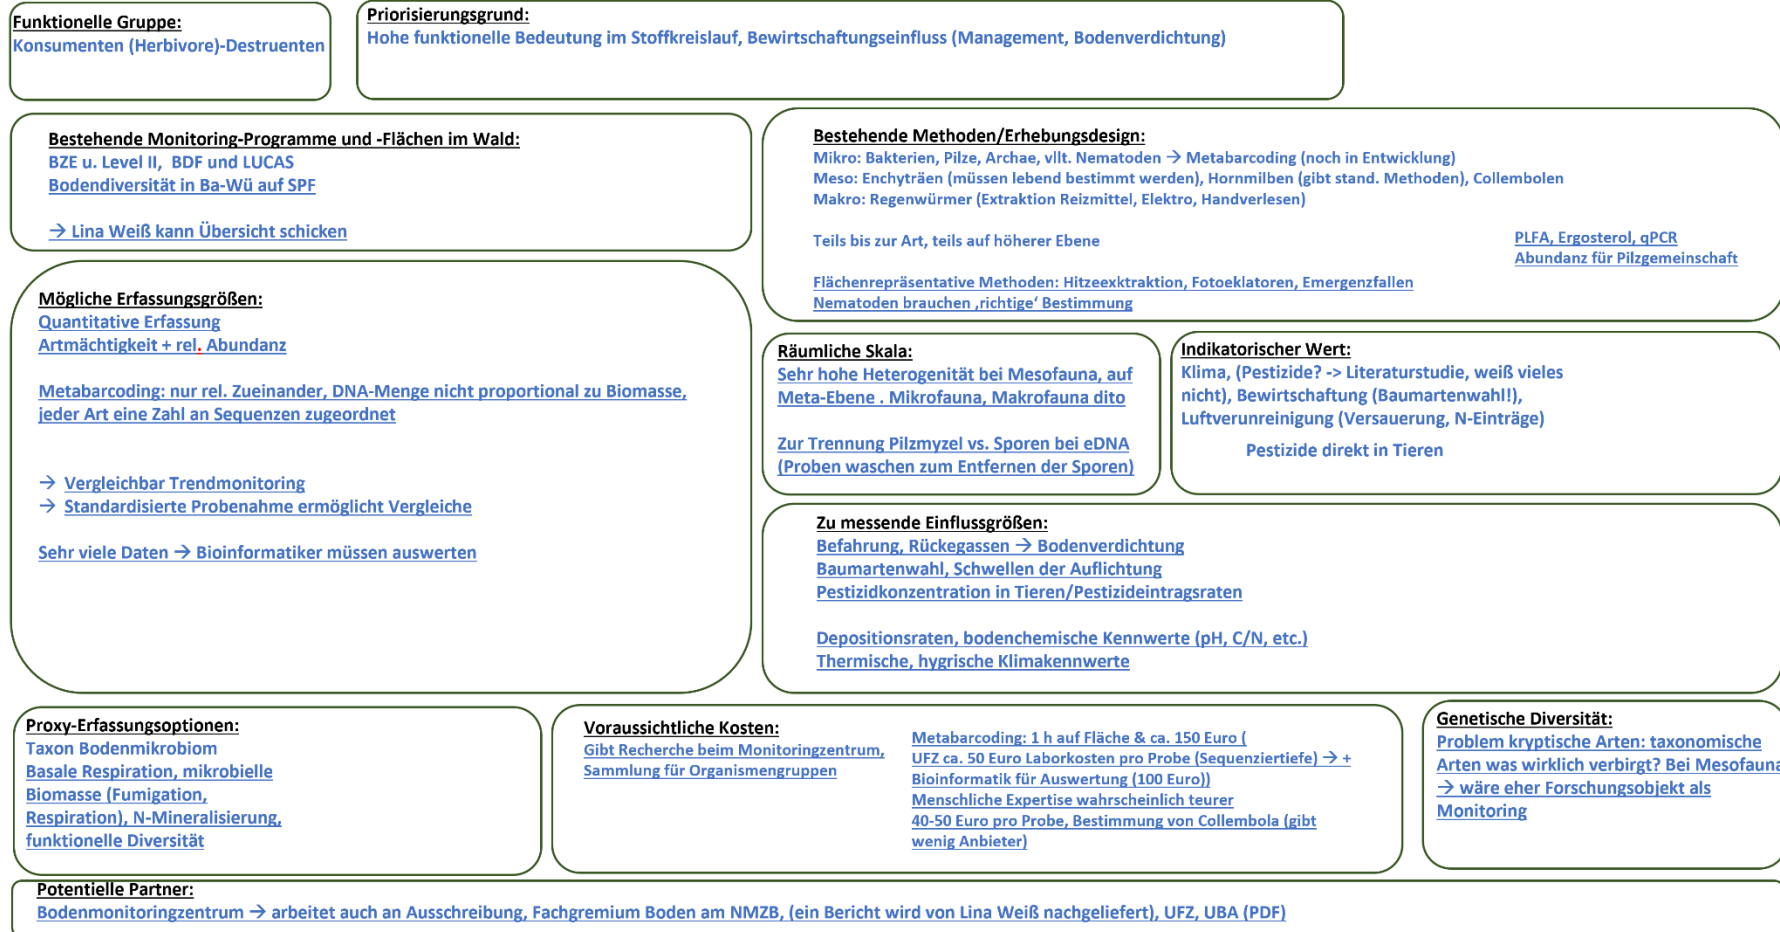 Funktionelle Gruppe:
Konsumenten (Herbivore)-Destruenten
Priorisierungsgrund:
Hohe funktionelle Bedeutung im Stoffkreislauf, Bewirtschaftungseinfluss (Management, Bodenverdichtung)
Bestehende Monitoring-Programme und -Flächen im Wald:
BZE u. Level II, BDF und LUCAS
Bodendiversität in Ba-Wü auf SPF
→ Lina Weiß kann Übersicht schicken
Bestehende Methoden/Erhebungsdesign:
Mikro: Bakterien, Pilze, Archae, vllt. Nematoden → Metabarcoding (noch in Entwicklung)
Meso: Enchyträen (müssen lebend bestimmt werden), Hornmilben (gibt stand. Methoden), Collembolen
Makro: Regenwürmer (Extraktion Reizmittel, Elektro, Handverlesen)
Teils bis zur Art, teils auf höherer Ebene
PLFA, Ergosterol, qPCR
Abundanz für Pilzgemeinschaft
Flächenrepräsentative Methoden: Hitzeexktraktion, Fotoeklatoren, Emergenzfallen
Nematoden brauchen ‚richtige' Bestimmung
Mögliche Erfassungsgrößen:
Quantitative Erfassung
Artmächtigkeit + rel. Abundanz
Metabarcoding: nur rel. Zueinander, DNA-Menge nicht proportional zu Biomasse,
jeder Art eine Zahl an Sequenzen zugeordnet
→ Vergleichbar Trendmonitoring
→ Standardisierte Probenahme ermöglicht Vergleiche
Sehr viele Daten → Bioinformatiker müssen auswerten
Räumliche Skala:
Sehr hohe Heterogenität bei Mesofauna, auf
Meta-Ebene . Mikrofauna, Makrofauna dito
Zur Trennung Pilzmyzel vs. Sporen bei eDNA
(Proben waschen zum Entfernen der Sporen)
Indikatorischer Wert:
Klima, (Pestizide? -> Literaturstudie, weiß vieles
nicht), Bewirtschaftung (Baumartenwahl!),
Luftverunreinigung (Versauerung, N-Einträge)
Pestizide direkt in Tieren
Zu messende Einflussgrößen:
Befahrung, Rückegassen → Bodenverdichtung
Baumartenwahl, Schwellen der Auflichtung
Pestizidkonzentration in Tieren/Pestizideintragsraten
Depositionsraten, bodenchemische Kennwerte (pH, C/N, etc.)
Thermische, hygrische Klimakennwerte
Proxy-Erfassungsoptionen:
Taxon Bodenmikrobiom
Basale Respiration, mikrobielle
Biomasse (Fumigation,
Respiration), N-Mineralisierung,
funktionelle Diversität
Voraussichtliche Kosten:
Gibt Recherche beim Monitoringzentrum,
Sammlung für Organismengruppen
Metabarcoding: 1 h auf Fläche & ca. 150 Euro (
UFZ ca. 50 Euro Laborkosten pro Probe (Sequenziertiefe) → +
Bioinformatik für Auswertung (100 Euro))
Menschliche Expertise wahrscheinlich teurer
40-50 Euro pro Probe, Bestimmung von Collembola (gibt
wenig Anbieter)
Genetische Diversität:
Problem kryptische Arten: taxonomische
Arten was wirklich verbirgt? Bei Mesofauna
→ wäre eher Forschungsobjekt als
Monitoring
Potentielle Partner:
Bodenmonitoringzentrum → arbeitet auch an Ausschreibung, Fachgremium Boden am NMZB, (ein Bericht wird von Lina Weiß nachgeliefert), UFZ, UBA (PDF)